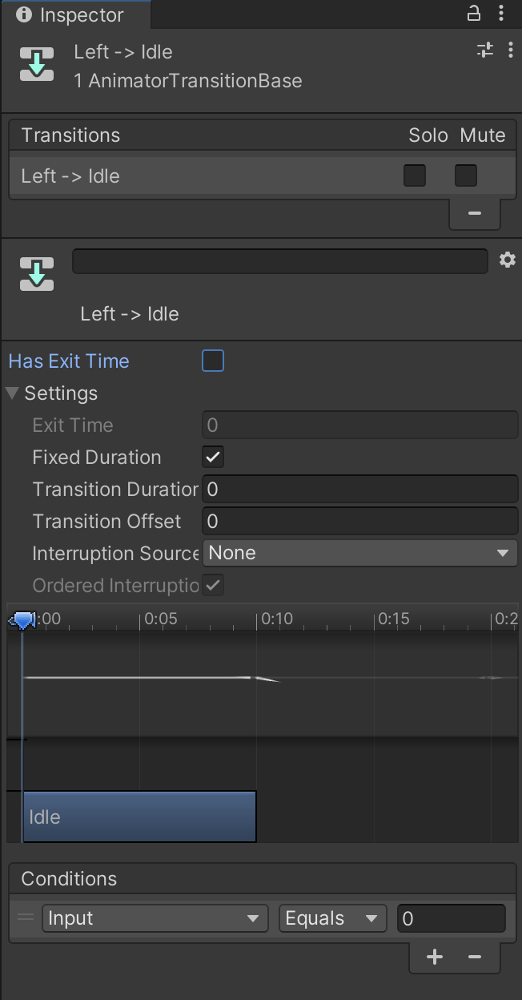 Inspector
Left -> Idle
1 AnimatorTransitionBase
Transitions Solo Mute
Left -> Idle
Left -> Idle
Has Exit Time
Settings
Exit Time 0
Fixed Duration
Transition Duration 0
Transition Offset 0
Interruption Source None
Ordered Interruptio
:00 0:05 0:10 0:15 0:2
Idle
Conditions
Input Equals 0